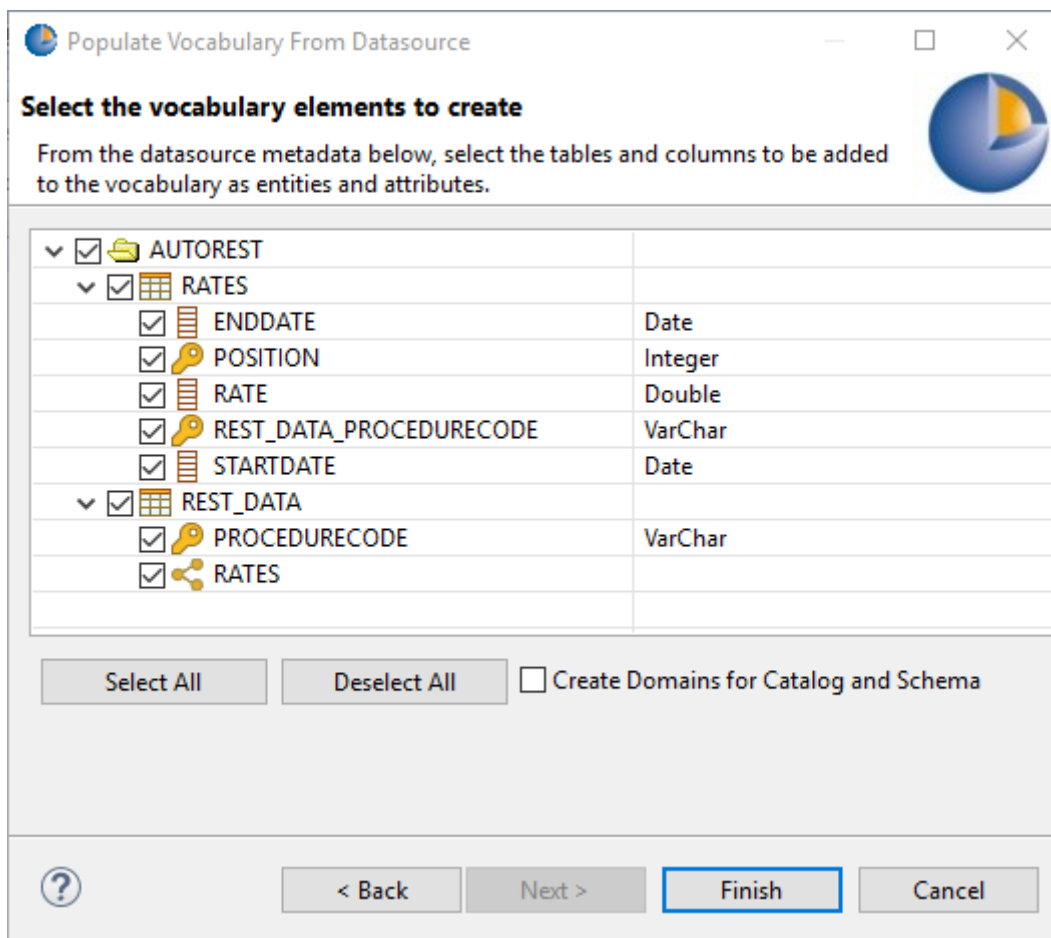 Populate Vocabulary From Datasource
Select the vocabulary elements to create
From the datasource metadata below, select the tables and columns to be added
to the vocabulary as entities and attributes.
AUTOREST
RATES
ENDDATE Date
POSITION Integer
RATE Double
REST_DATA_PROCEDURECODE VarChar
STARTDATE Date
REST_DATA
PROCEDURECODE VarChar
RATES
Select All Deselect All Create Domains for Catalog and Schema
? < Back Next > Finish Cancel